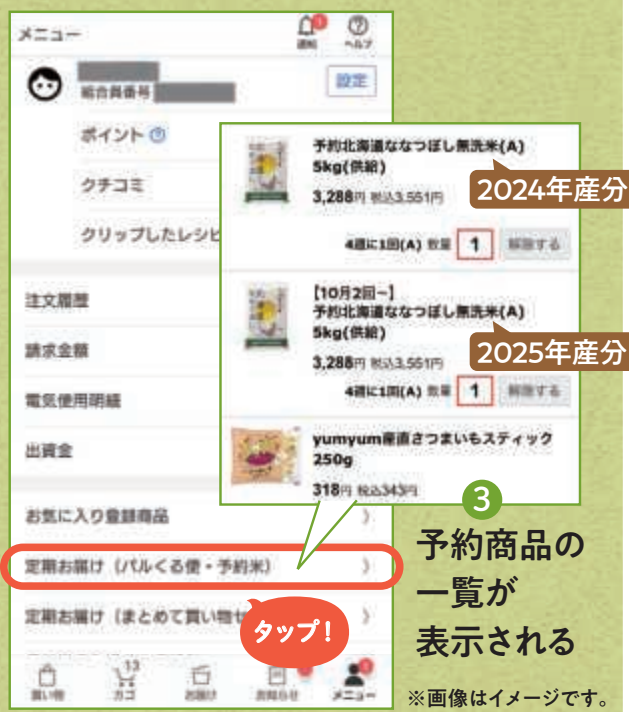 メニュー
通知
ヘルプ
組合員番号
設定
ポイント
クチコミ
クリップしたレシピ
注文履歴
請求金額
電気使用明細
出資金
お気に入り登録商品
定期お届け（パルくる便・予約米）
定期お届け（まとめて買い物セ
タップ！
買い物
13
カゴ
お届け
お知らせ
メニュー
予約北海道ななつぼし無洗米(A)
5kg(供給)
3,288円 税込3,551円
2024年産分
4週に1回(A) 数量 1 解除する
【10月2回~】
予約北海道ななつぼし無洗米(A)
5kg(供給)
3,288円 税込3,551円
2025年産分
4週に1回(A) 数量 1 解除する
yumyum産直さつまいもスティック
250g
318円 税込343円
3
予約商品の
一覧が
表示される
※画像はイメージです。